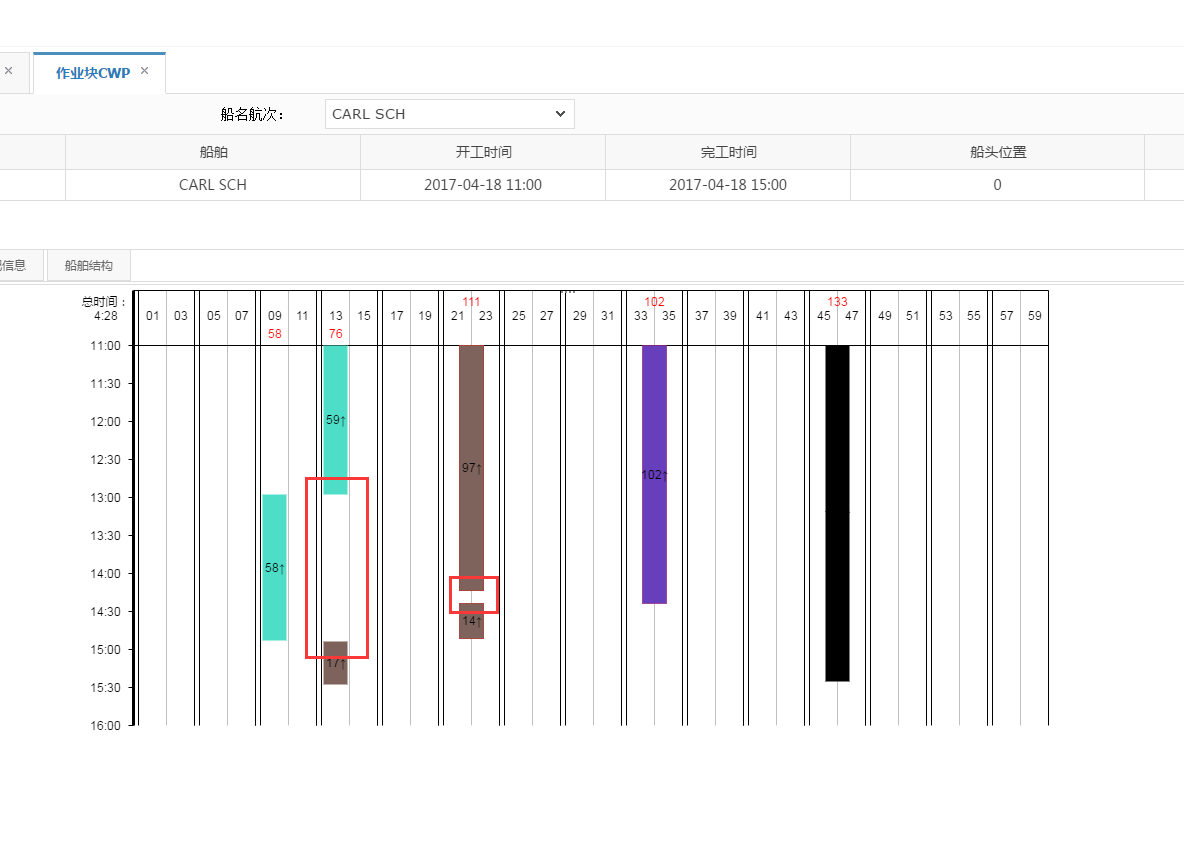 × 作业块CWP ×
船名航次： CARL SCH
船舶 开工时间 完工时间 船头位置
CARL SCH 2017-04-18 11:00 2017-04-18 15:00 0
信息 船舶结构
总时间： 111 102 133
4:28 01 03 05 07 09 11 13 15 17 19 21 23 25 27 29 31 33 35 37 39 41 43 45 47 49 51 53 55 57 59
58 76
11:00
11:30
12:00 59↑
12:30 97↑ 102↑
13:00
13:30
14:00 58↑
14:30 14↑
15:00 17↑
15:30
16:00